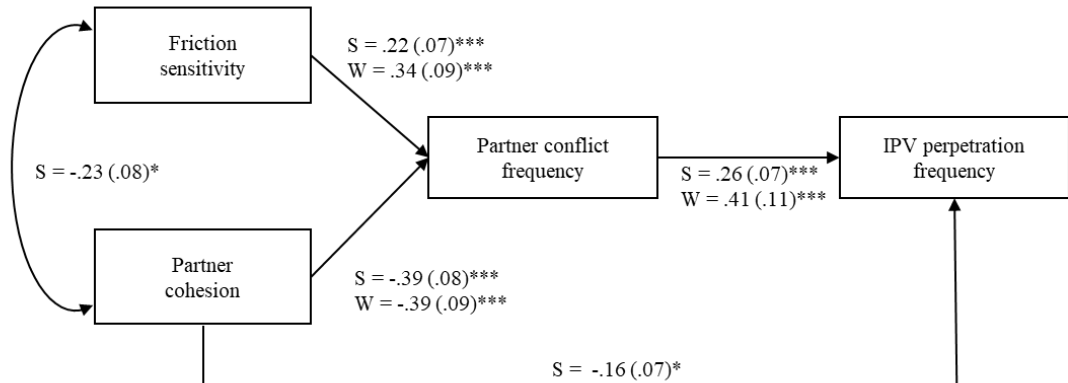 Friction
sensitivity
S = .22 (.07)***
W = .34 (.09)***
Partner conflict
frequency
IPV perpetration
frequency
S = -.23 (.08)*
S = .26 (.07)***
W = .41 (.11)***
Partner
cohesion
S = -.39 (.08)***
W = -.39 (.09)***
S = -.16 (.07)*